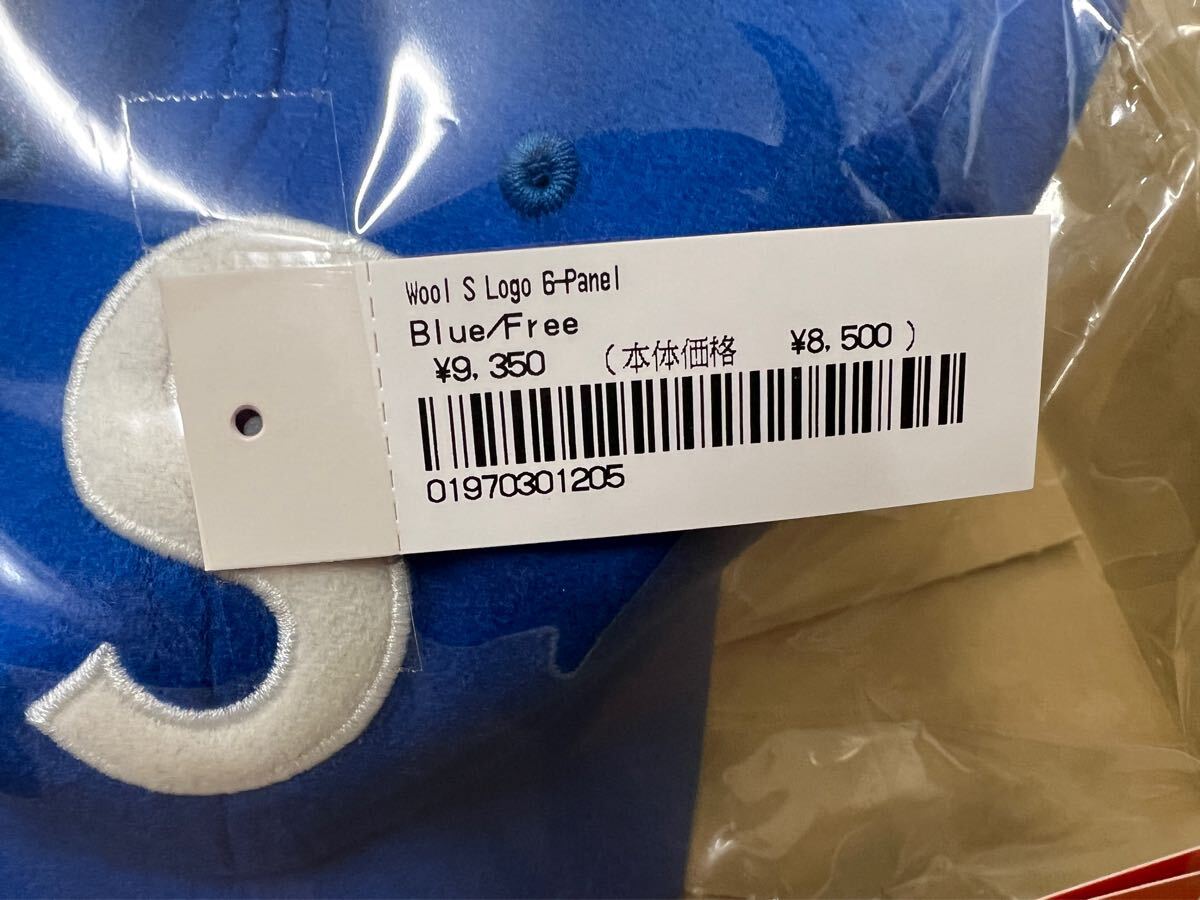 Wool S Logo 6-Panel
Blue/Free
¥9,350 (本体価格 ¥8,500)
01970301205
S